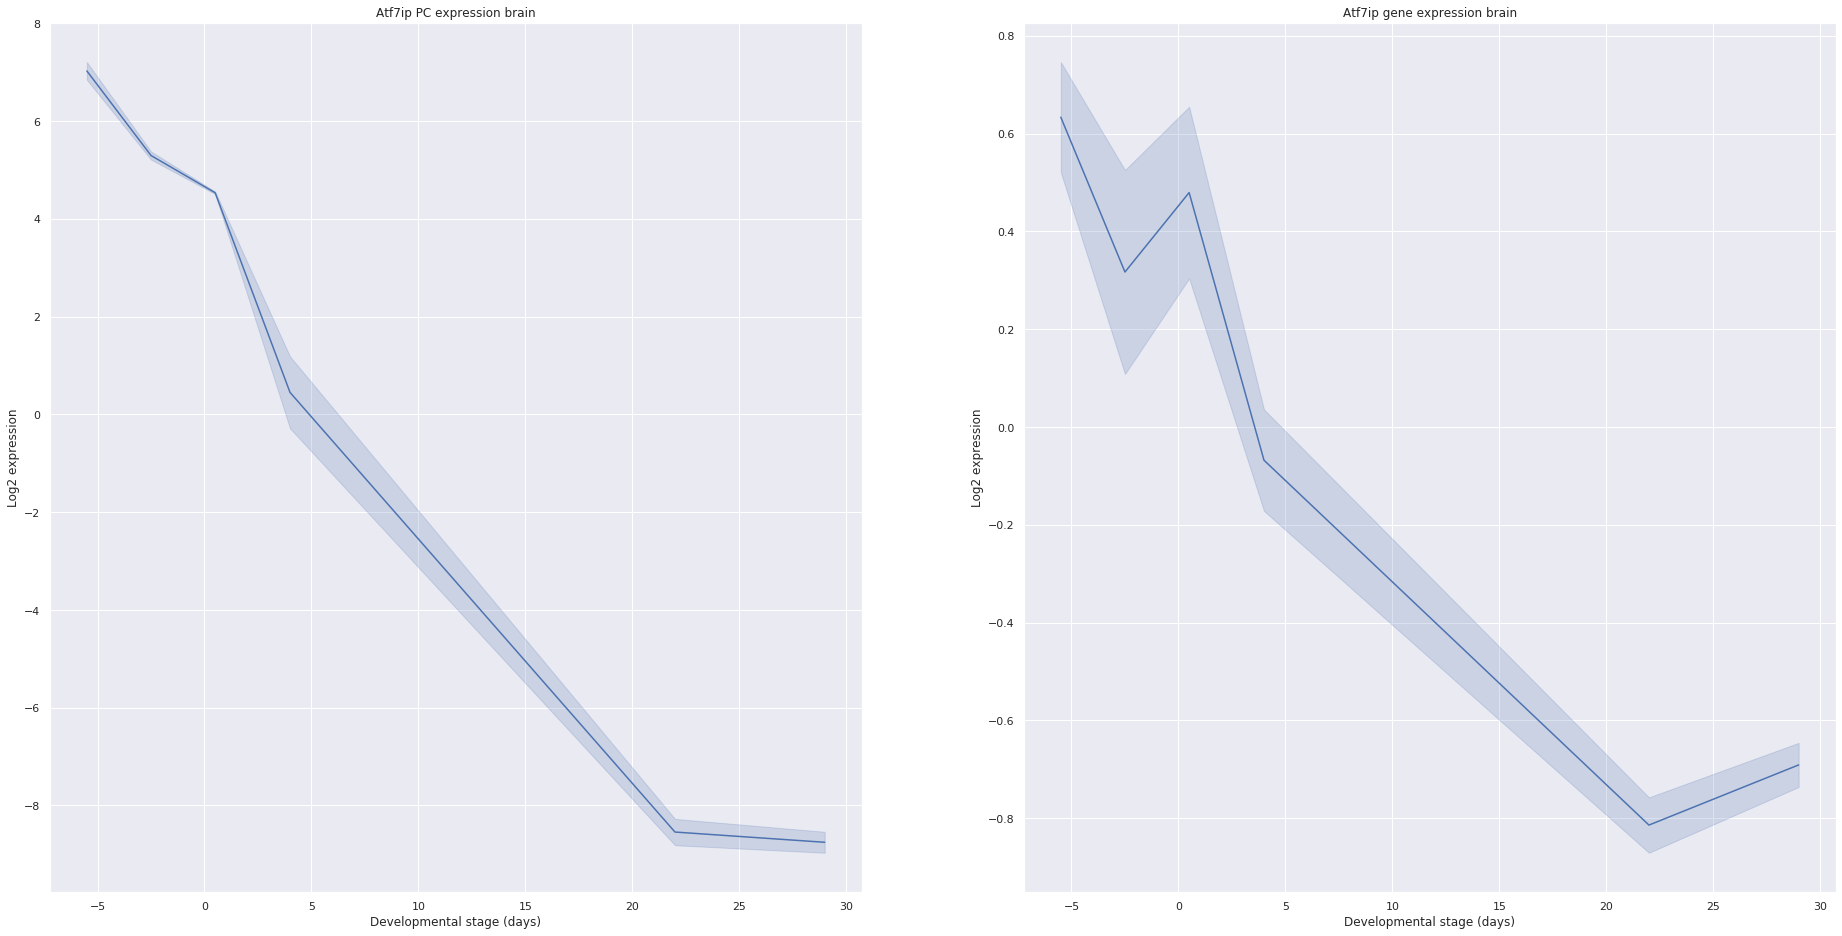 Atf7ip PC expression brain
8
6
4
2
0
−2
−4
−6
−8
Log2 expression
−5 0 5 10 15 20 25 30
Developmental stage (days)
Atf7ip gene expression brain
0.8
0.6
0.4
0.2
0.0
−0.2
−0.4
−0.6
−0.8
Log2 expression
−5 0 5 10 15 20 25 30
Developmental stage (days)